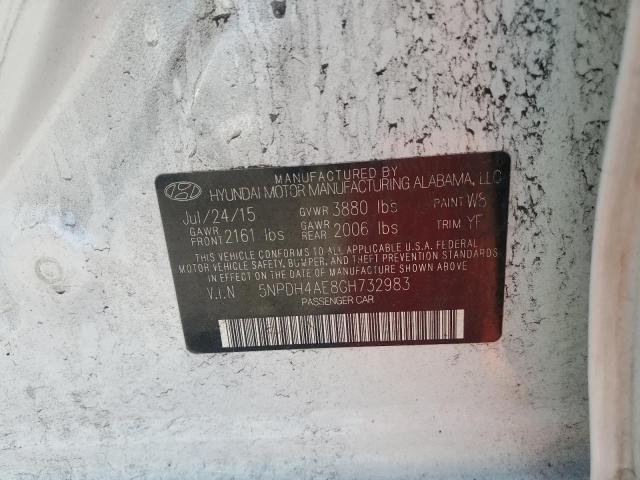 MANUFACTURED BY
HYUNDAI MOTOR MANUFACTURING ALABAMA, LLC
Jul/24/15 GVWR 3880 lbs PAINT W8
GAWR FRONT 2161 lbs GAWR REAR 2006 lbs TRIM YF
THIS VEHICLE CONFORMS TO ALL APPLICABLE U.S.A. FEDERAL
MOTOR VEHICLE SAFETY, BUMPER, AND THEFT PREVENTION STANDARDS
IN EFFECT ON THE DATE OF MANUFACTURE SHOWN ABOVE.
V.I.N 5NPDH4AE8GH732983
PASSENGER CAR